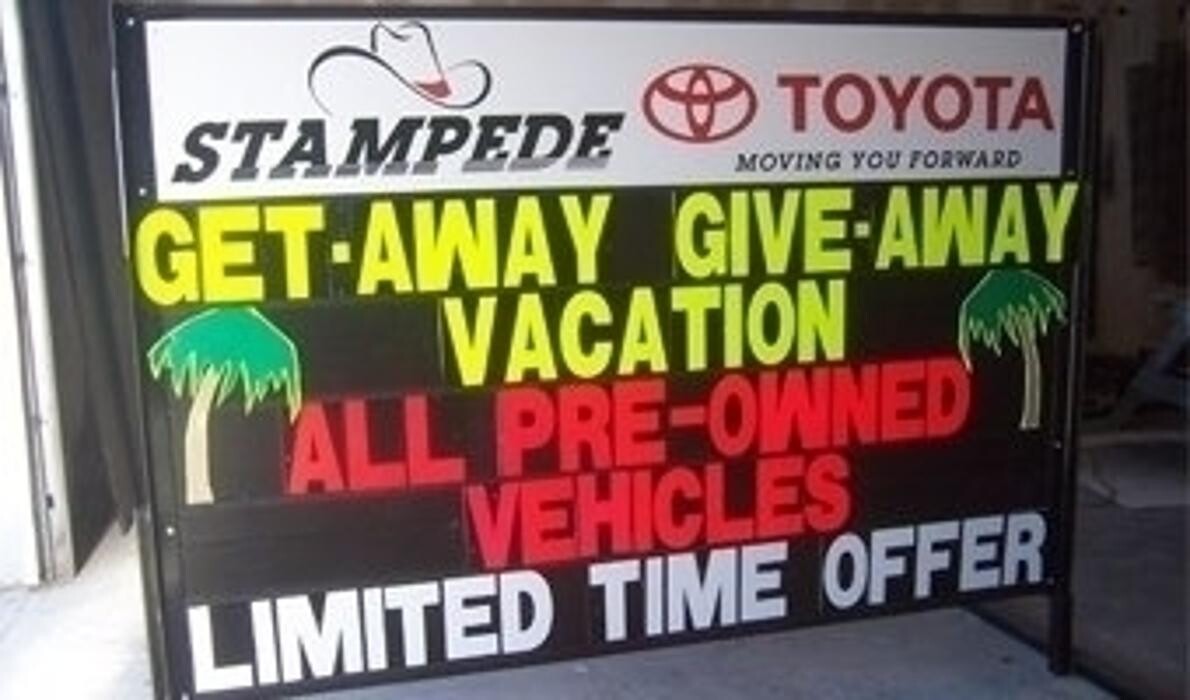 STAMPEDE
TOYOTA
MOVING YOU FORWARD
GET-AWAY GIVE-AWAY
VACATION
ALL PRE-OWNED
VEHICLES
LIMITED TIME OFFER